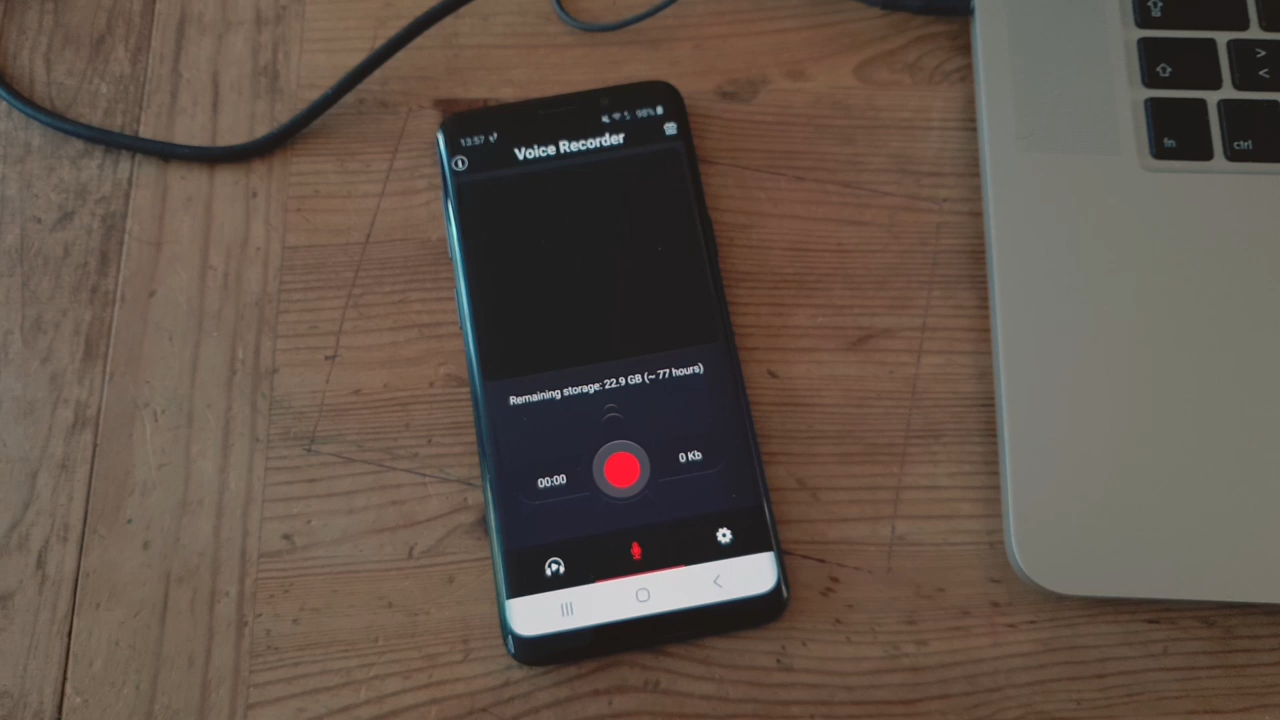 13:57
98%
Voice Recorder
Remaining storage: 22.9 GB (~ 77 hours)
00:00
0 Kb
>
<
fn
ctrl